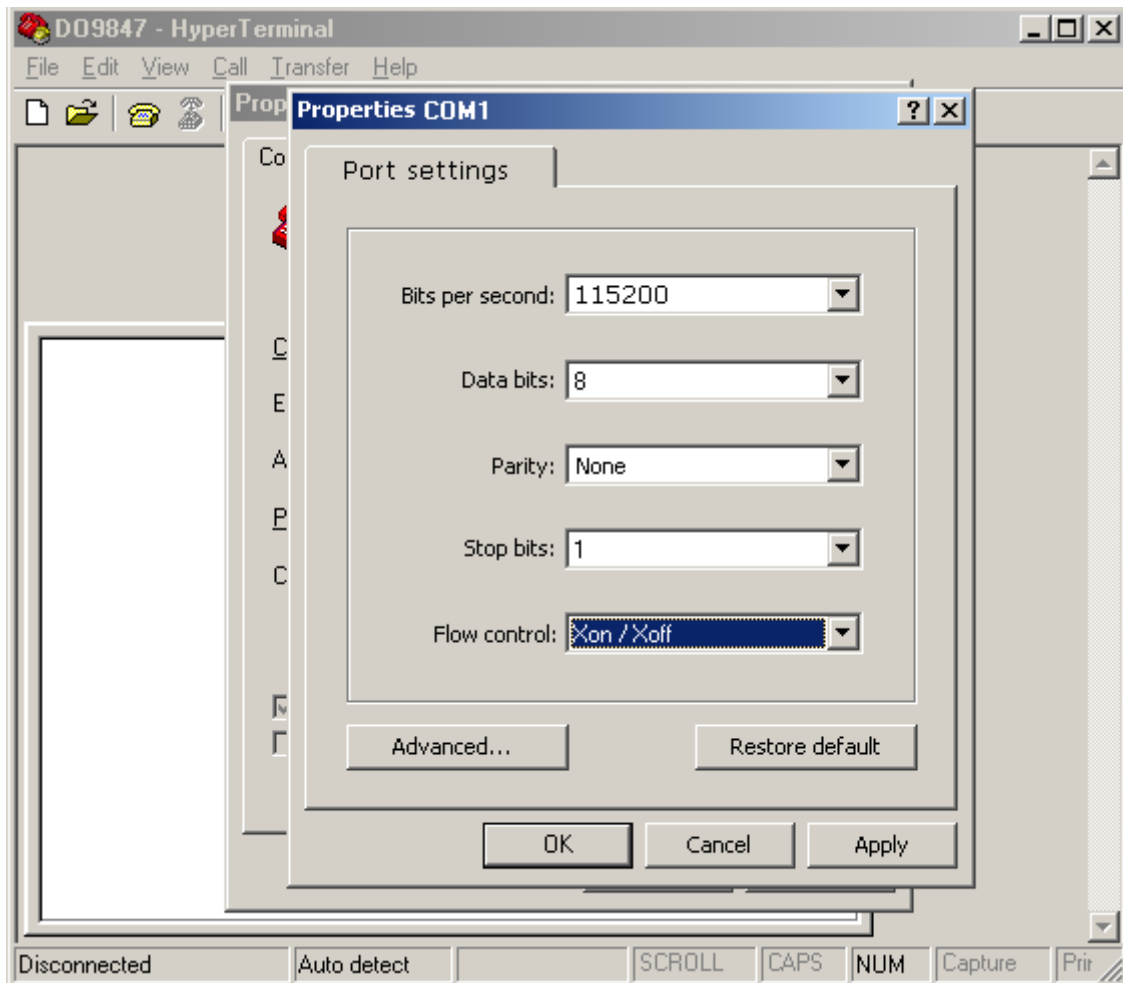 DO9847 - HyperTerminal
File Edit View Call Transfer Help
Prop
Properties COM1
Co
Port settings
Bits per second: 115200
C
Data bits: 8
E
A
Parity: None
P
Stop bits: 1
C
Flow control: Xon / Xoff
Advanced...
Restore default
OK
Cancel
Apply
Disconnected
Auto detect
SCROLL
CAPS
NUM
Capture
Prir